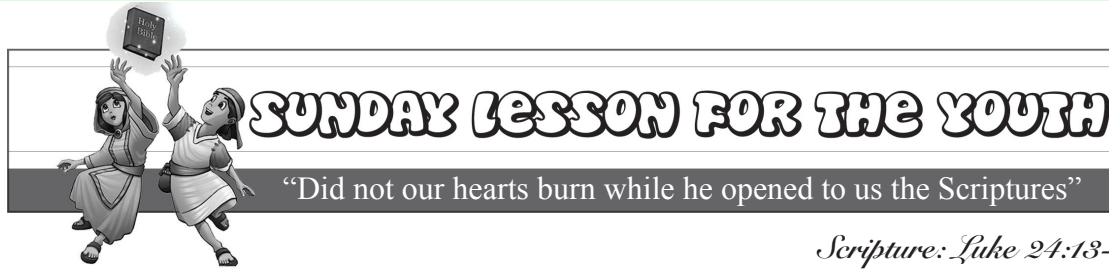 Holy
Bible
SUNDAY LESSON FOR THE YOUTH
“Did not our hearts burn while he opened to us the Scriptures”
Scripture: Luke 24:13-